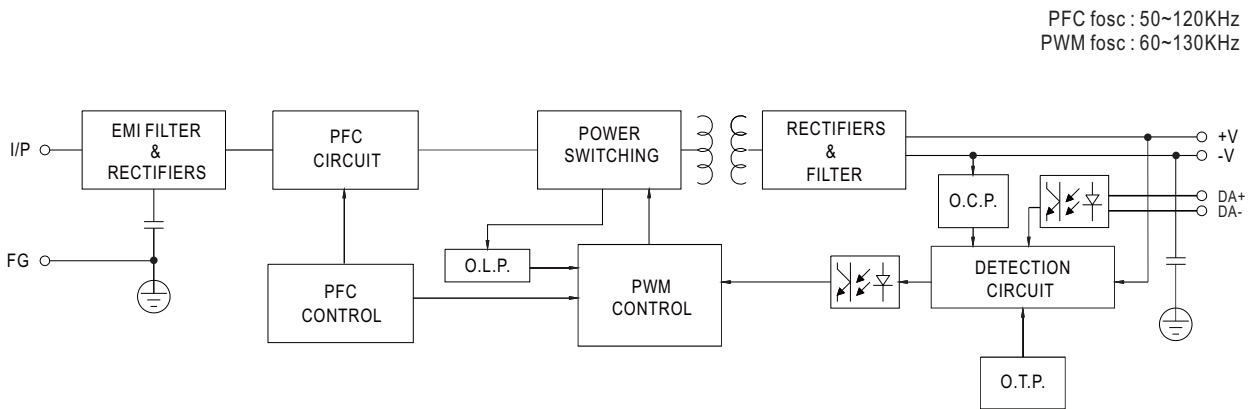 PFC fosc : 50~120KHz
PWM fosc : 60~130KHz
I/P
EMI FILTER
&
RECTIFIERS
PFC
CIRCUIT
POWER
SWITCHING
RECTIFIERS
&
FILTER
+V
-V
O.C.P.
DA+
DA-
FG
O.L.P.
PFC
CONTROL
PWM
CONTROL
DETECTION
CIRCUIT
O.T.P.